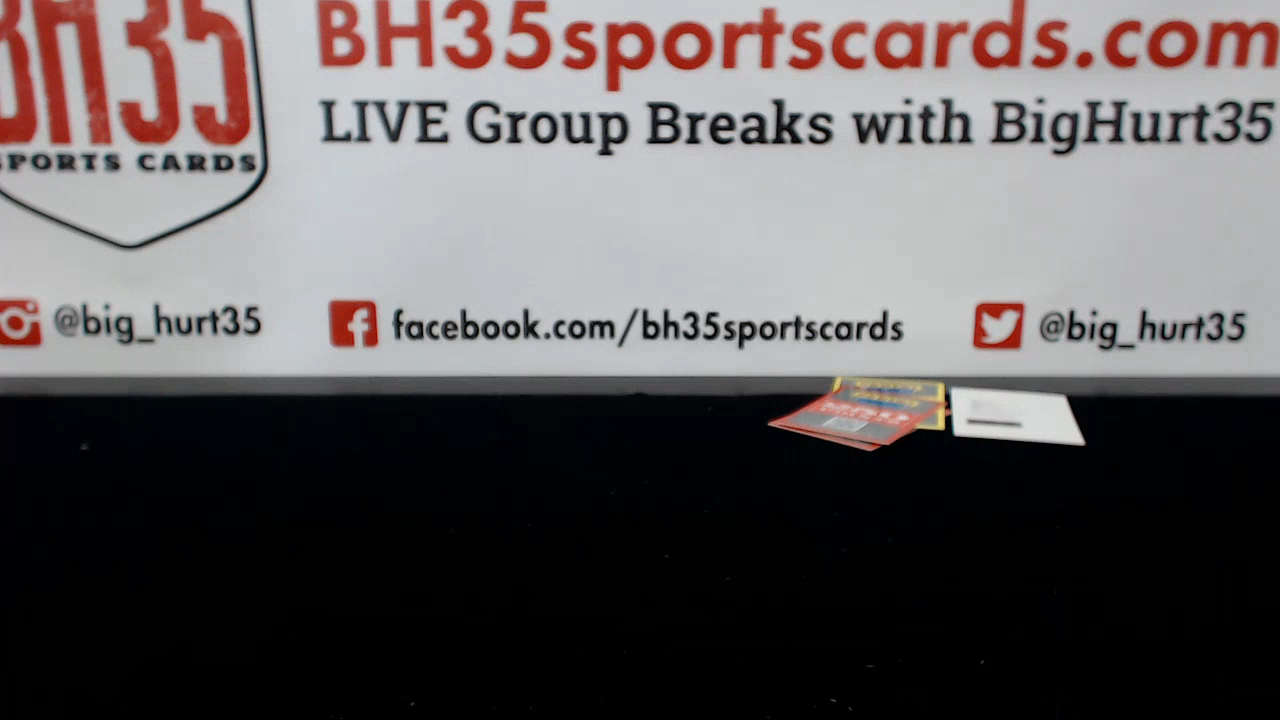 BH35
SPORTS CARDS
BH35sportscards.com
LIVE Group Breaks with BigHurt35
@big_hurt35
facebook.com/bh35sportscards
@big_hurt35